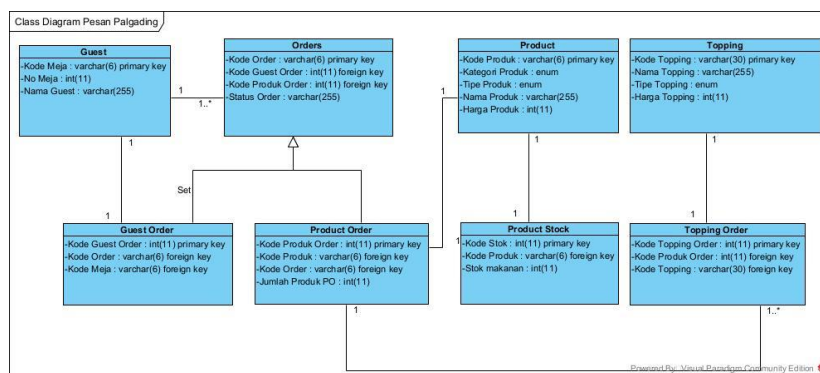 Class Diagram Pesan Palgading
Guest
-Kode Meja : varchar(6) primary key
-No Meja : int(11)
-Nama Guest : varchar(255)
Orders
-Kode Order : varchar(6) primary key
-Kode Guest Order : int(11) foreign key
-Kode Produk Order : int(11) foreign key
-Status Order : varchar(255)
Product
-Kode Produk : varchar(6) primary key
-Kategori Produk : enum
-Tipe Produk : enum
-Nama Produk : varchar(255)
-Harga Produk : int(11)
Topping
-Kode Topping : varchar(30) primary key
-Nama Topping : varchar(255)
-Tipe Topping : enum
-Harga Topping : int(11)
1
1..*
1
1
1
1
Set
1
1
1
1
Guest Order
-Kode Guest Order : int(11) primary key
-Kode Order : varchar(6) foreign key
-Kode Meja : varchar(6) foreign key
Product Order
-Kode Produk Order : int(11) primary key
-Kode Produk : varchar(6) foreign key
-Kode Order : varchar(6) foreign key
-Jumlah Produk PO : int(11)
Product Stock
-Kode Stok : int(11) primary key
-Kode Produk : varchar(6) foreign key
-Stok makanan : int(11)
Topping Order
-Kode Topping Order : int(11) primary key
-Kode Produk Order : int(11) foreign key
-Kode Topping : varchar(30) foreign key
1
1..*
Powered By: Visual Paradigm Community Edition